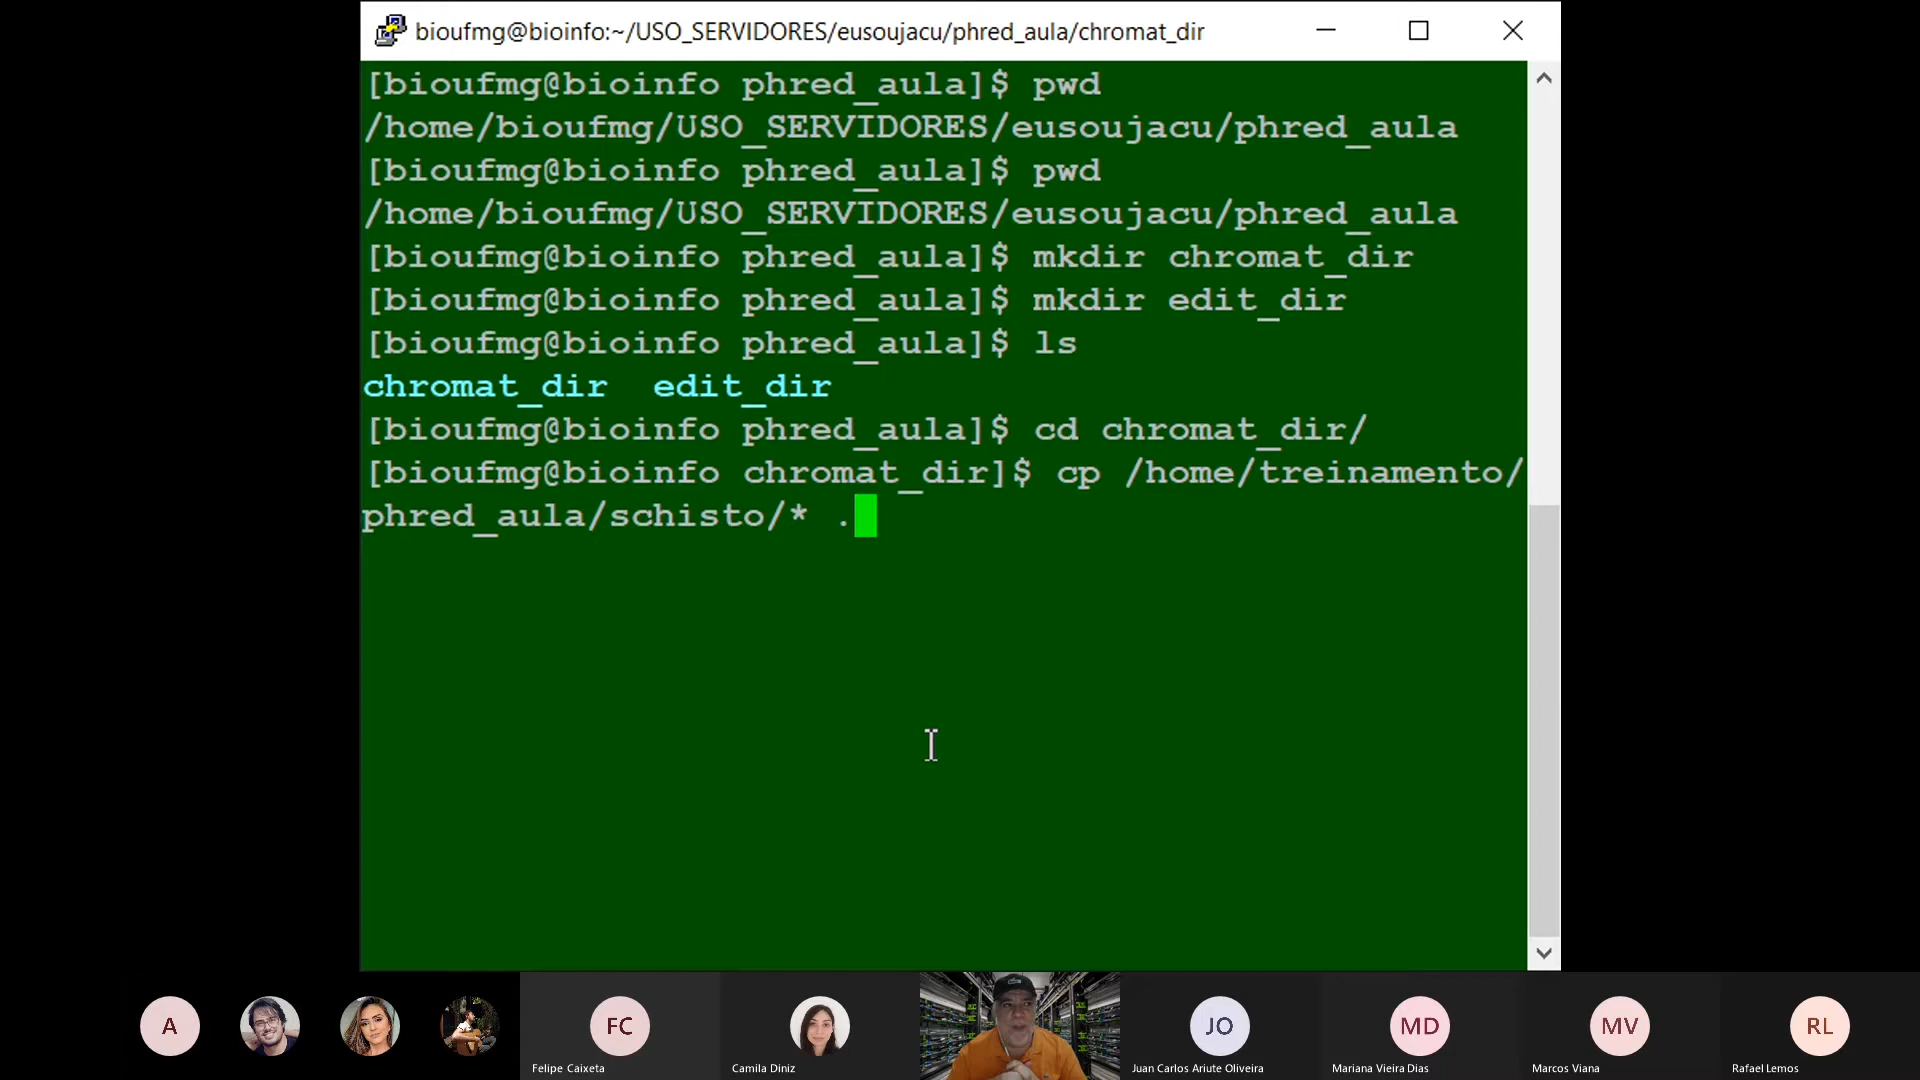 bioufmg@bioinfo:~/USO_SERVIDORES/eusoujacu/phred_aula/chromat_dir
[bioufmg@bioinfo phred_aula]$ pwd
/home/bioufmg/USO_SERVIDORES/eusoujacu/phred_aula
[bioufmg@bioinfo phred_aula]$ pwd
/home/bioufmg/USO_SERVIDORES/eusoujacu/phred_aula
[bioufmg@bioinfo phred_aula]$ mkdir chromat_dir
[bioufmg@bioinfo phred_aula]$ mkdir edit_dir
[bioufmg@bioinfo phred_aula]$ ls
chromat_dir  edit_dir
[bioufmg@bioinfo phred_aula]$ cd chromat_dir/
[bioufmg@bioinfo chromat_dir]$ cp /home/treinamento/
phred_aula/schisto/* .
A
FC
JO
MD
MV
RL
Felipe Caixeta
Camila Diniz
Juan Carlos Ariute Oliveira
Mariana Vieira Dias
Marcos Viana
Rafael Lemos